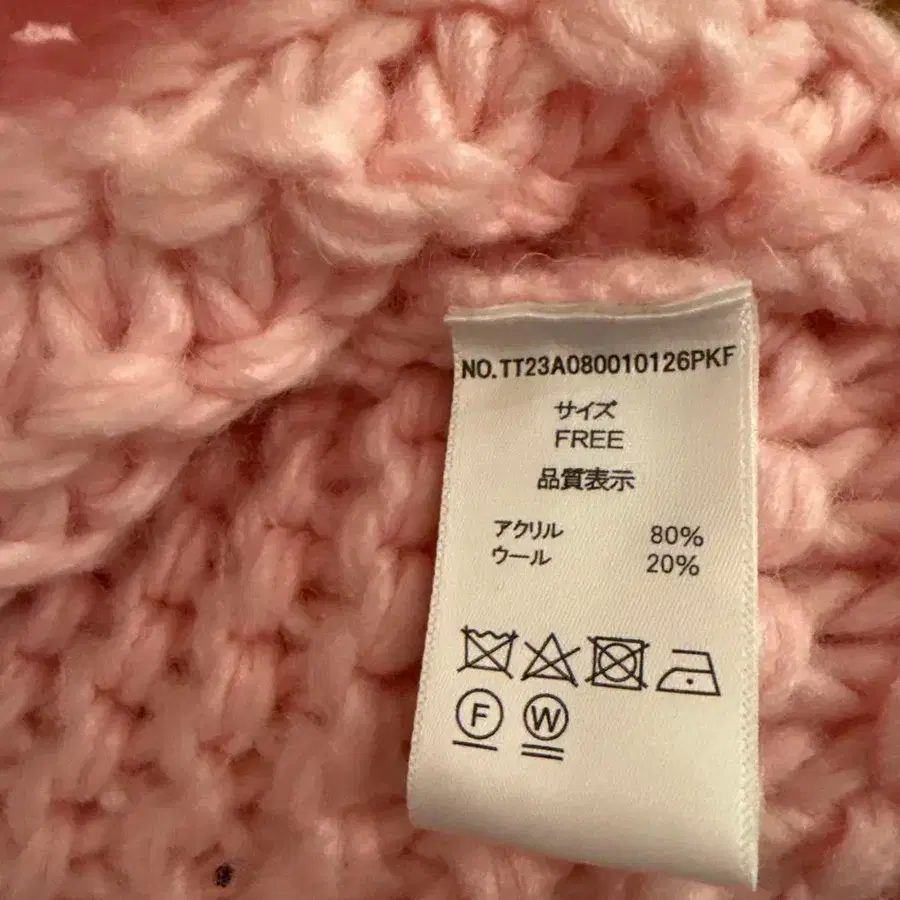 NO.TT23A080010126PKF
サイズ
FREE
品質表示
アクリル 80%
ウール 20%
F W